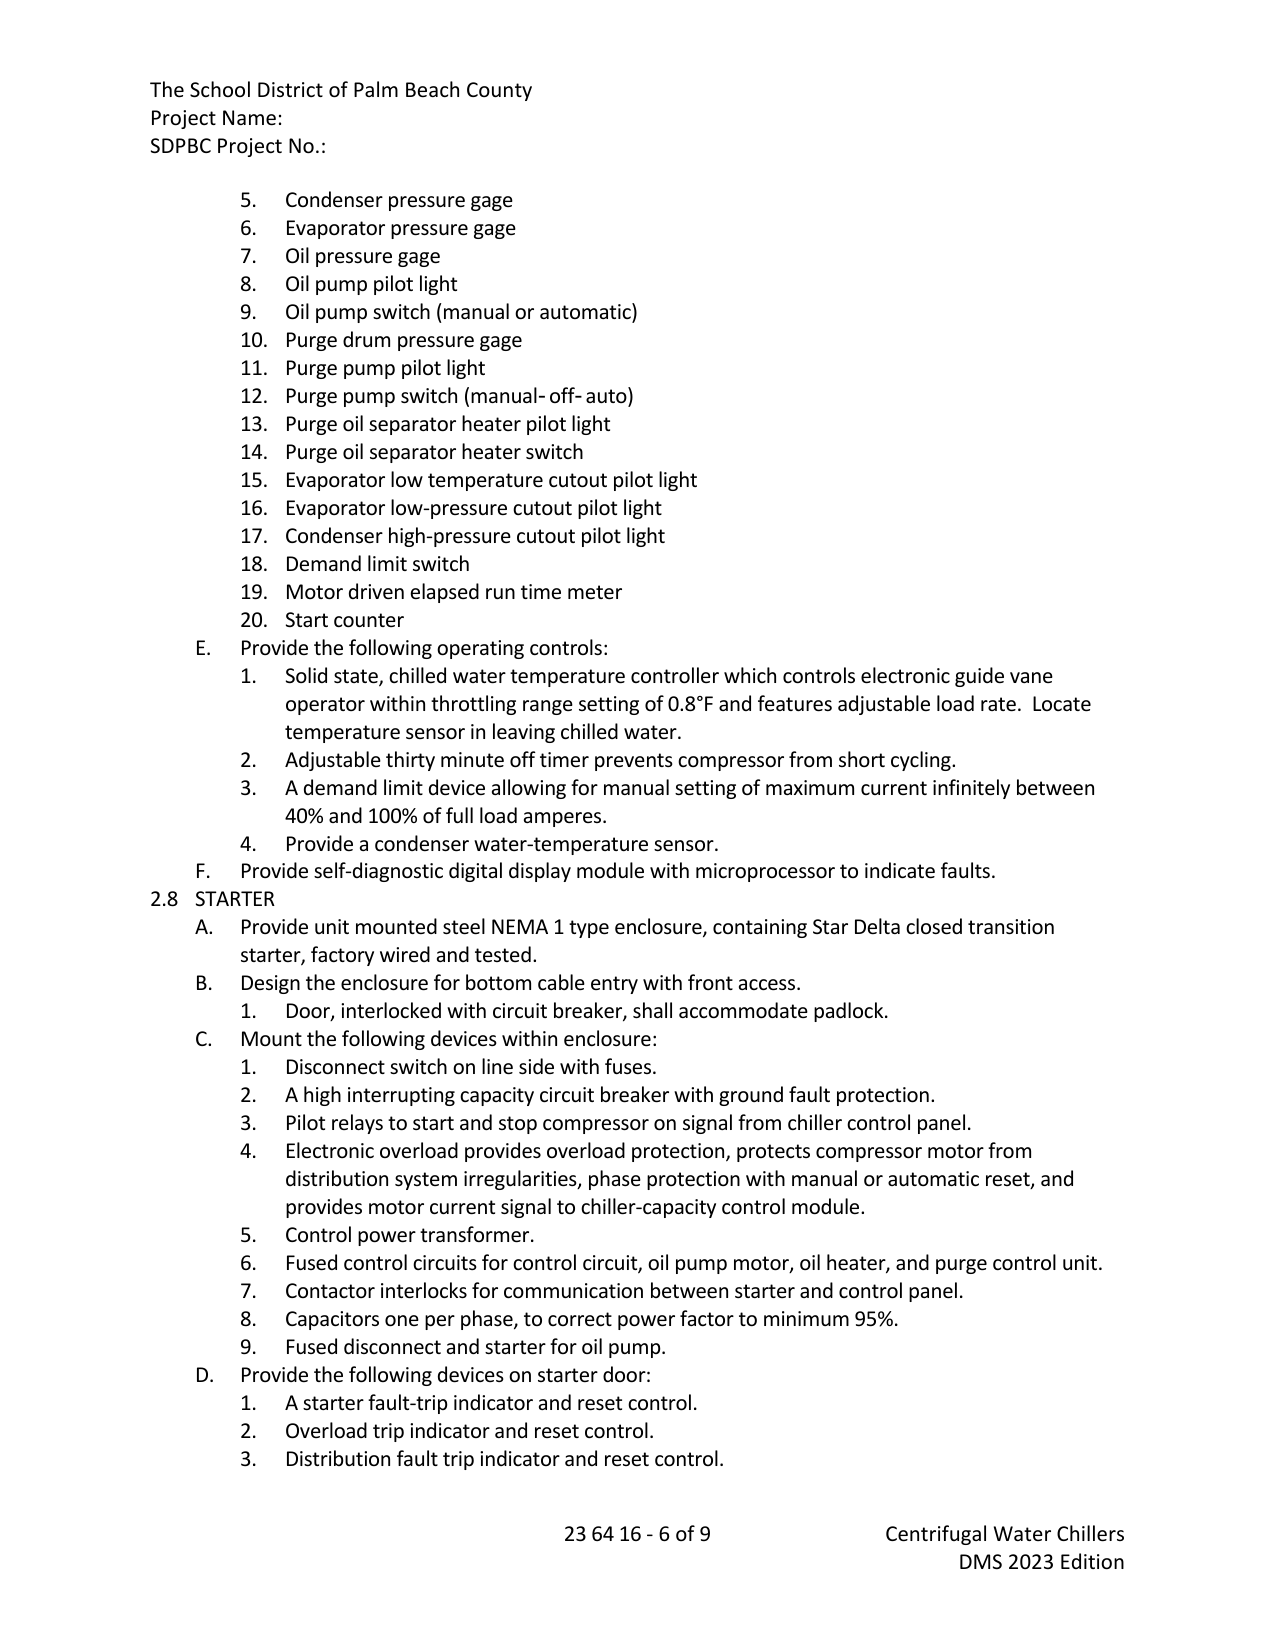 The School District of Palm Beach County
Project Name:
SDPBC Project No.:
5. Condenser pressure gage
6. Evaporator pressure gage
7. Oil pressure gage
8. Oil pump pilot light
9. Oil pump switch (manual or automatic)
10. Purge drum pressure gage
11. Purge pump pilot light
12. Purge pump switch (manual-off-auto)
13. Purge oil separator heater pilot light
14. Purge oil separator heater switch
15. Evaporator low temperature cutout pilot light
16. Evaporator low-pressure cutout pilot light
17. Condenser high-pressure cutout pilot light
18. Demand limit switch
19. Motor driven elapsed run time meter
20. Start counter
E. Provide the following operating controls:
1. Solid state, chilled water temperature controller which controls electronic guide vane
operator within throttling range setting of 0.8°F and features adjustable load rate.  Locate
temperature sensor in leaving chilled water.
2. Adjustable thirty minute off timer prevents compressor from short cycling.
3. A demand limit device allowing for manual setting of maximum current infinitely between
40% and 100% of full load amperes.
4. Provide a condenser water-temperature sensor.
F. Provide self-diagnostic digital display module with microprocessor to indicate faults.
2.8 STARTER
A. Provide unit mounted steel NEMA 1 type enclosure, containing Star Delta closed transition
starter, factory wired and tested.
B. Design the enclosure for bottom cable entry with front access.
1. Door, interlocked with circuit breaker, shall accommodate padlock.
C. Mount the following devices within enclosure:
1. Disconnect switch on line side with fuses.
2. A high interrupting capacity circuit breaker with ground fault protection.
3. Pilot relays to start and stop compressor on signal from chiller control panel.
4. Electronic overload provides overload protection, protects compressor motor from
distribution system irregularities, phase protection with manual or automatic reset, and
provides motor current signal to chiller-capacity control module.
5. Control power transformer.
6. Fused control circuits for control circuit, oil pump motor, oil heater, and purge control unit.
7. Contactor interlocks for communication between starter and control panel.
8. Capacitors one per phase, to correct power factor to minimum 95%.
9. Fused disconnect and starter for oil pump.
D. Provide the following devices on starter door:
1. A starter fault-trip indicator and reset control.
2. Overload trip indicator and reset control.
3. Distribution fault trip indicator and reset control.
23 64 16 - 6 of 9 Centrifugal Water Chillers
DMS 2023 Edition